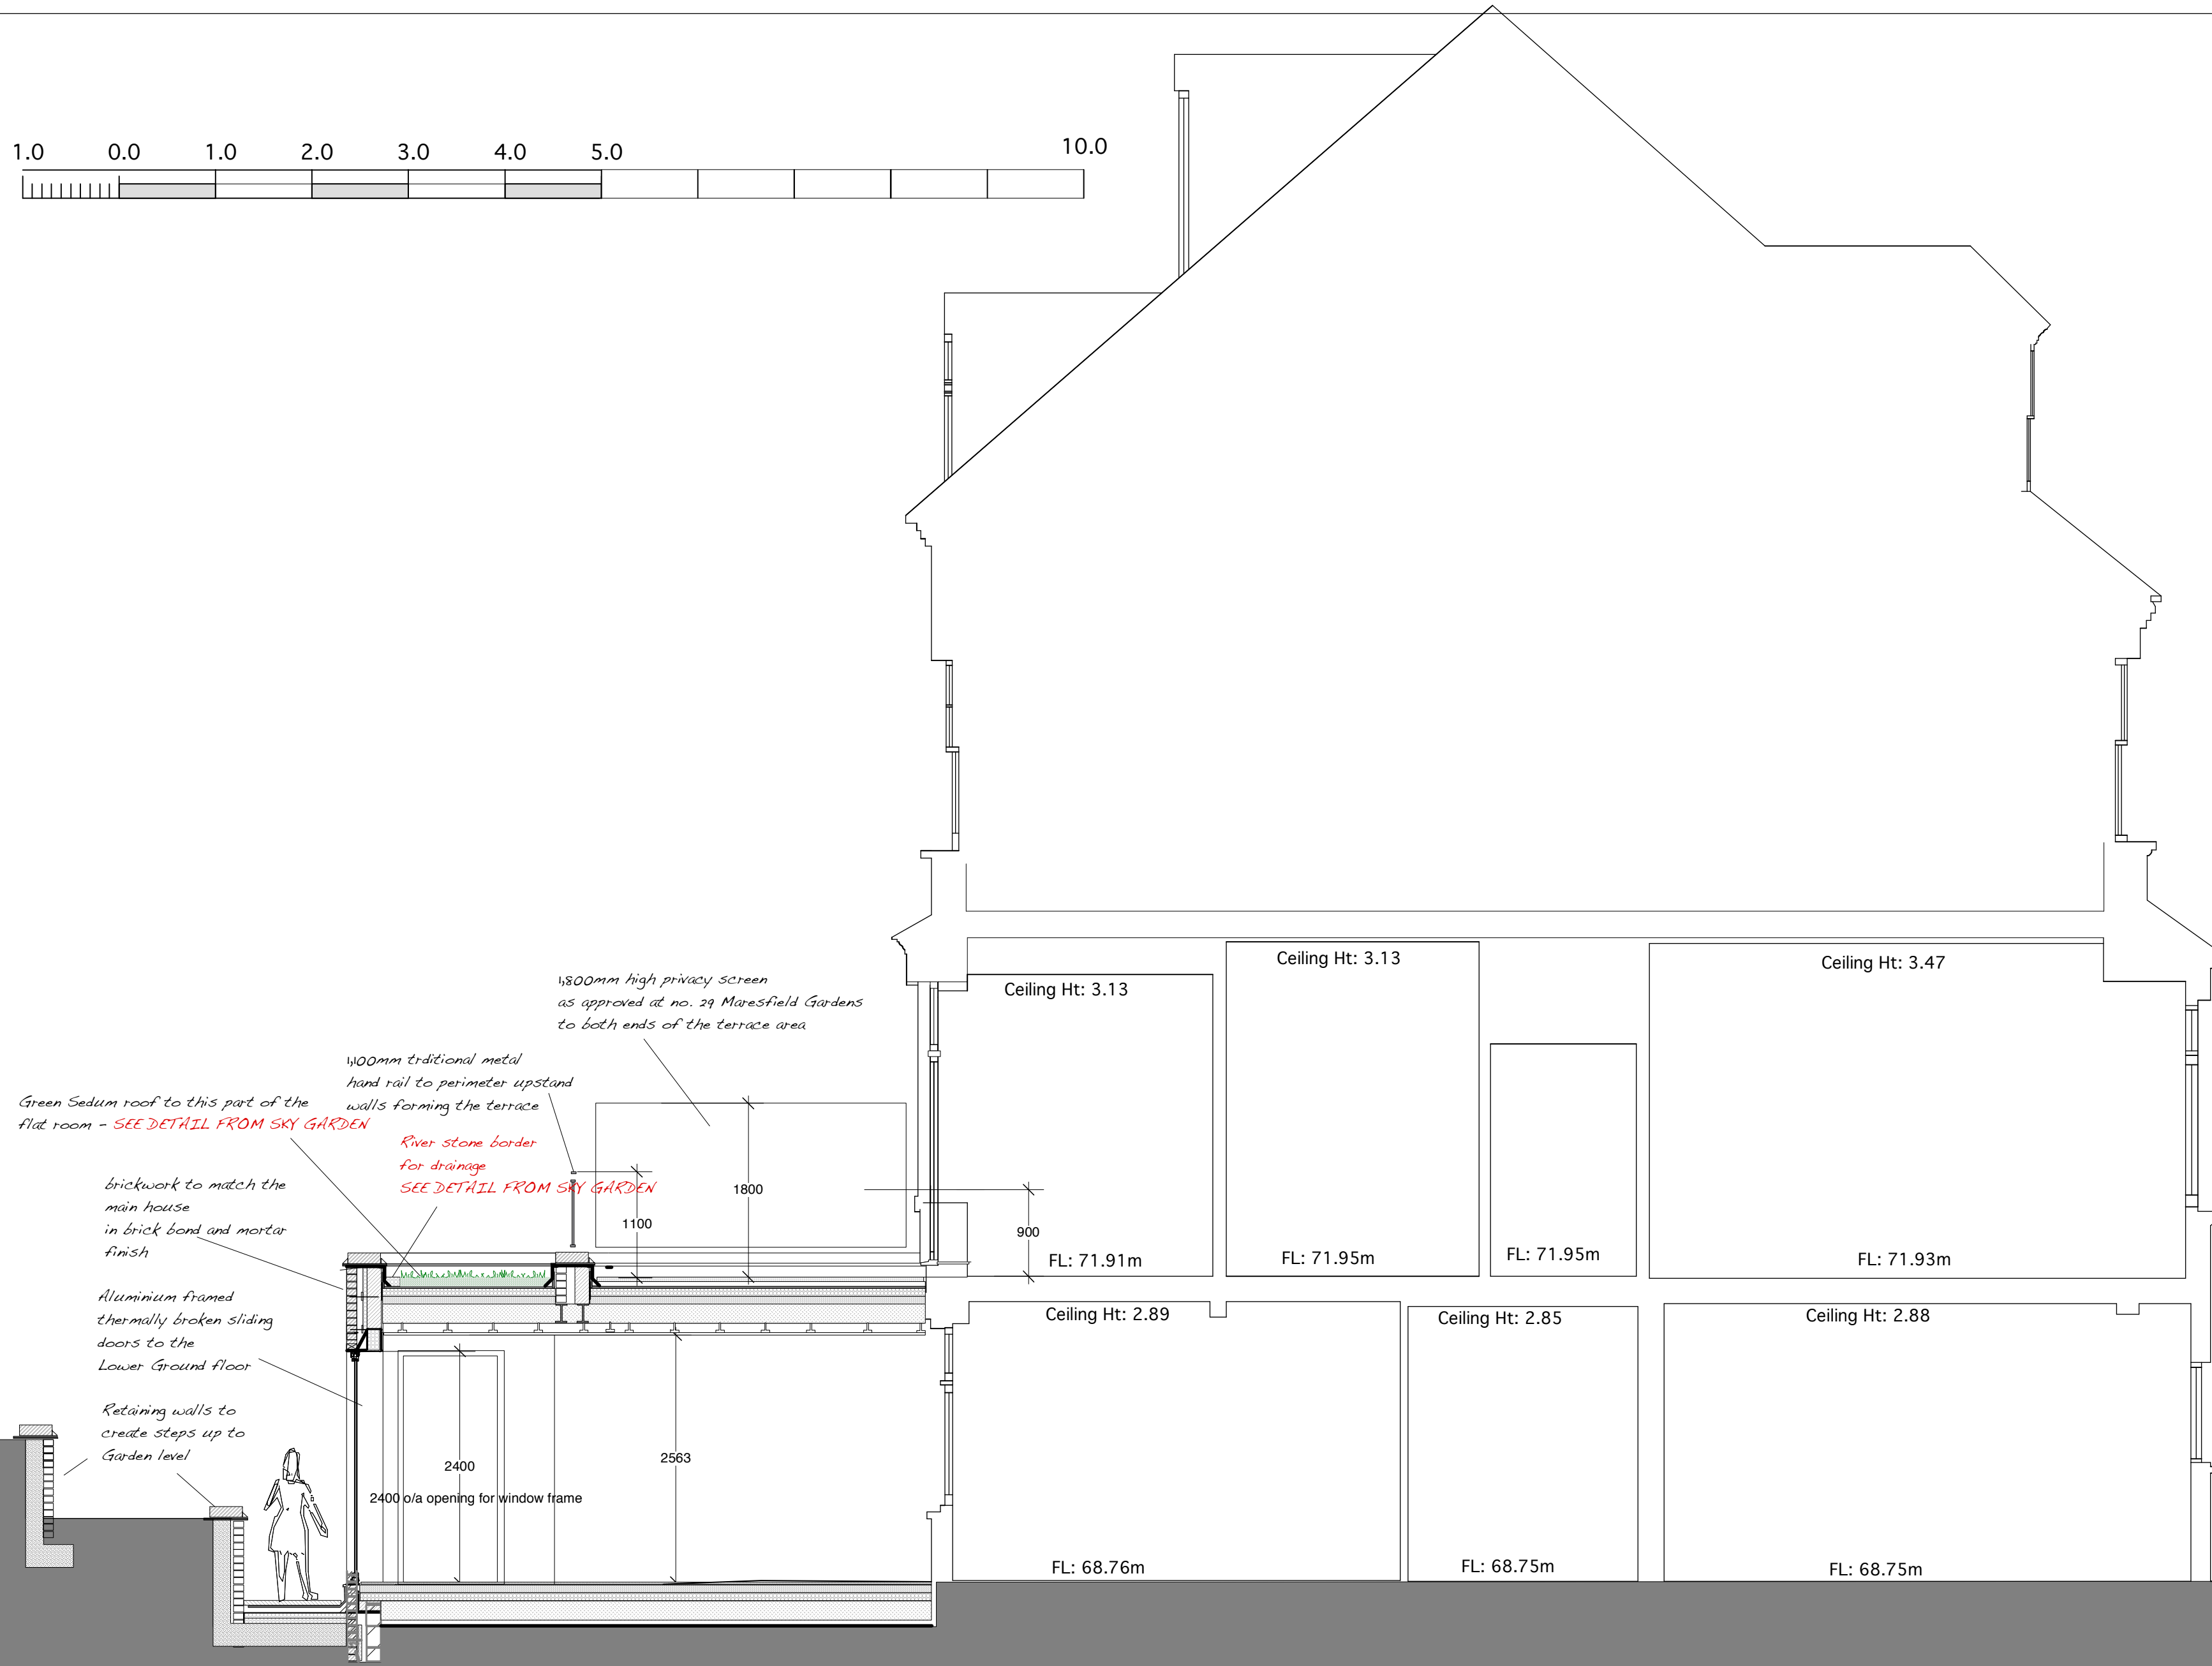 1.0 0.0 1.0 2.0 3.0 4.0 5.0 10.0
1,800mm high privacy screen
as approved at no. 29 Maresfield Gardens
to both ends of the terrace area
1,100mm trditional metal
hand rail to perimeter upstand
walls forming the terrace
Green Sedum roof to this part of the
flat room - SEE DETAIL FROM SKY GARDEN
River stone border
for drainage
SEE DETAIL FROM SKY GARDEN
brickwork to match the
main house
in brick bond and mortar
finish
Aluminium framed
thermally broken sliding
doors to the
Lower Ground floor
Retaining walls to
create steps up to
Garden level
1100
1800
900
2400
2400 o/a opening for window frame
2563
Ceiling Ht: 3.13
FL: 71.91m
Ceiling Ht: 3.13
FL: 71.95m
FL: 71.95m
Ceiling Ht: 3.47
FL: 71.93m
Ceiling Ht: 2.89
FL: 68.76m
Ceiling Ht: 2.85
FL: 68.75m
Ceiling Ht: 2.88
FL: 68.75m